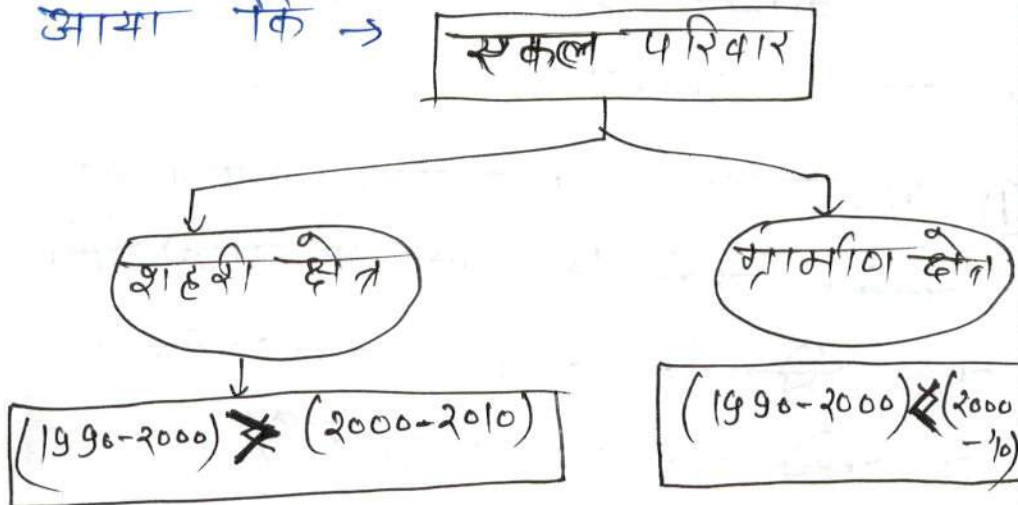 आया कि →
एकल परिवार
शहरी क्षेत्र
ग्रामीण क्षेत्र
(1990-2000) > (2000-2010)
(1990-2000) < (2000
-'10)